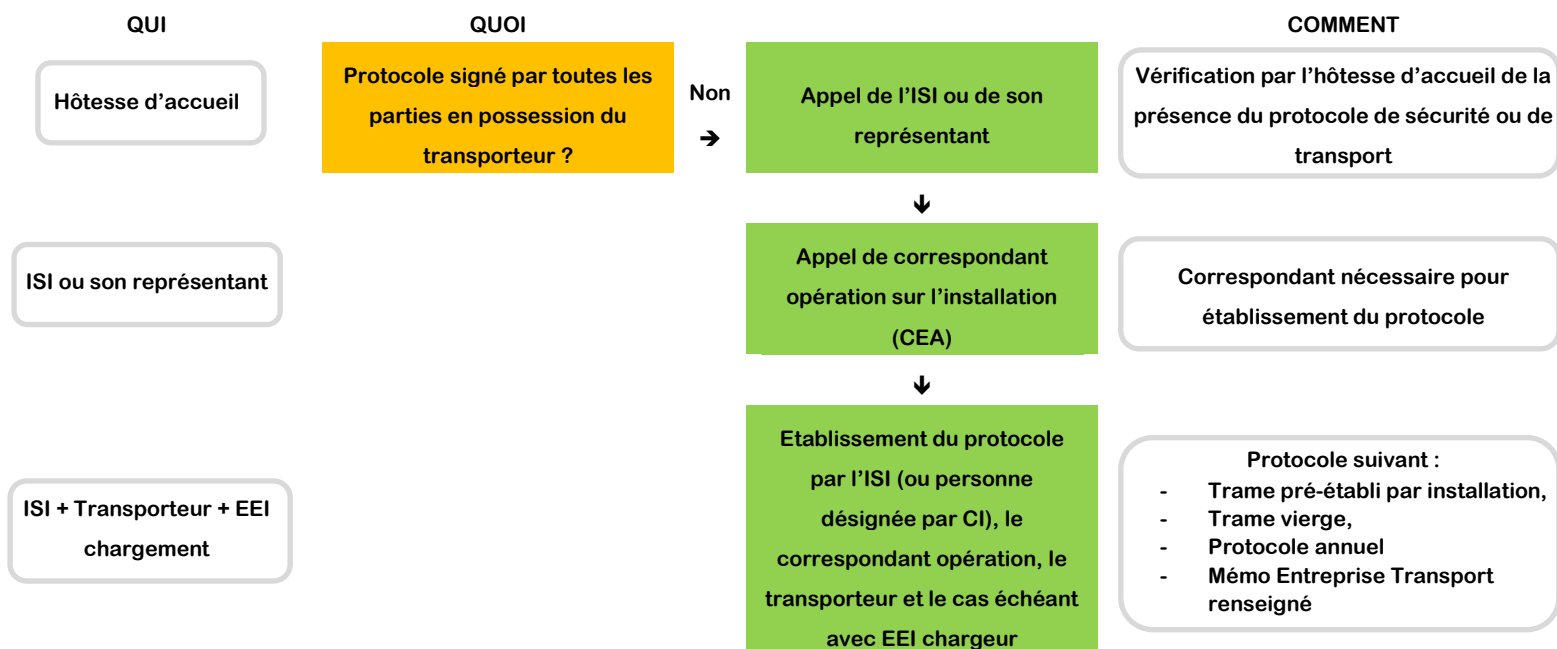 QUI
QUOI
COMMENT
Hôtesse d’accueil
Protocole signé par toutes les
parties en possession du
transporteur ?
Non
➔
Appel de l’ISI ou de son
représentant
Vérification par l’hôtesse d’accueil de la
présence du protocole de sécurité ou de
transport
ISI ou son représentant
Appel de correspondant
opération sur l’installation
(CEA)
Correspondant nécessaire pour
établissement du protocole
ISI + Transporteur + EEI
chargement
Etablissement du protocole
par l’ISI (ou personne
désignée par CI), le
correspondant opération, le
transporteur et le cas échéant
avec EEI chargeur
Protocole suivant :
- Trame pré-établi par installation,
- Trame vierge,
- Protocole annuel
- Mémo Entreprise Transport
renseigné